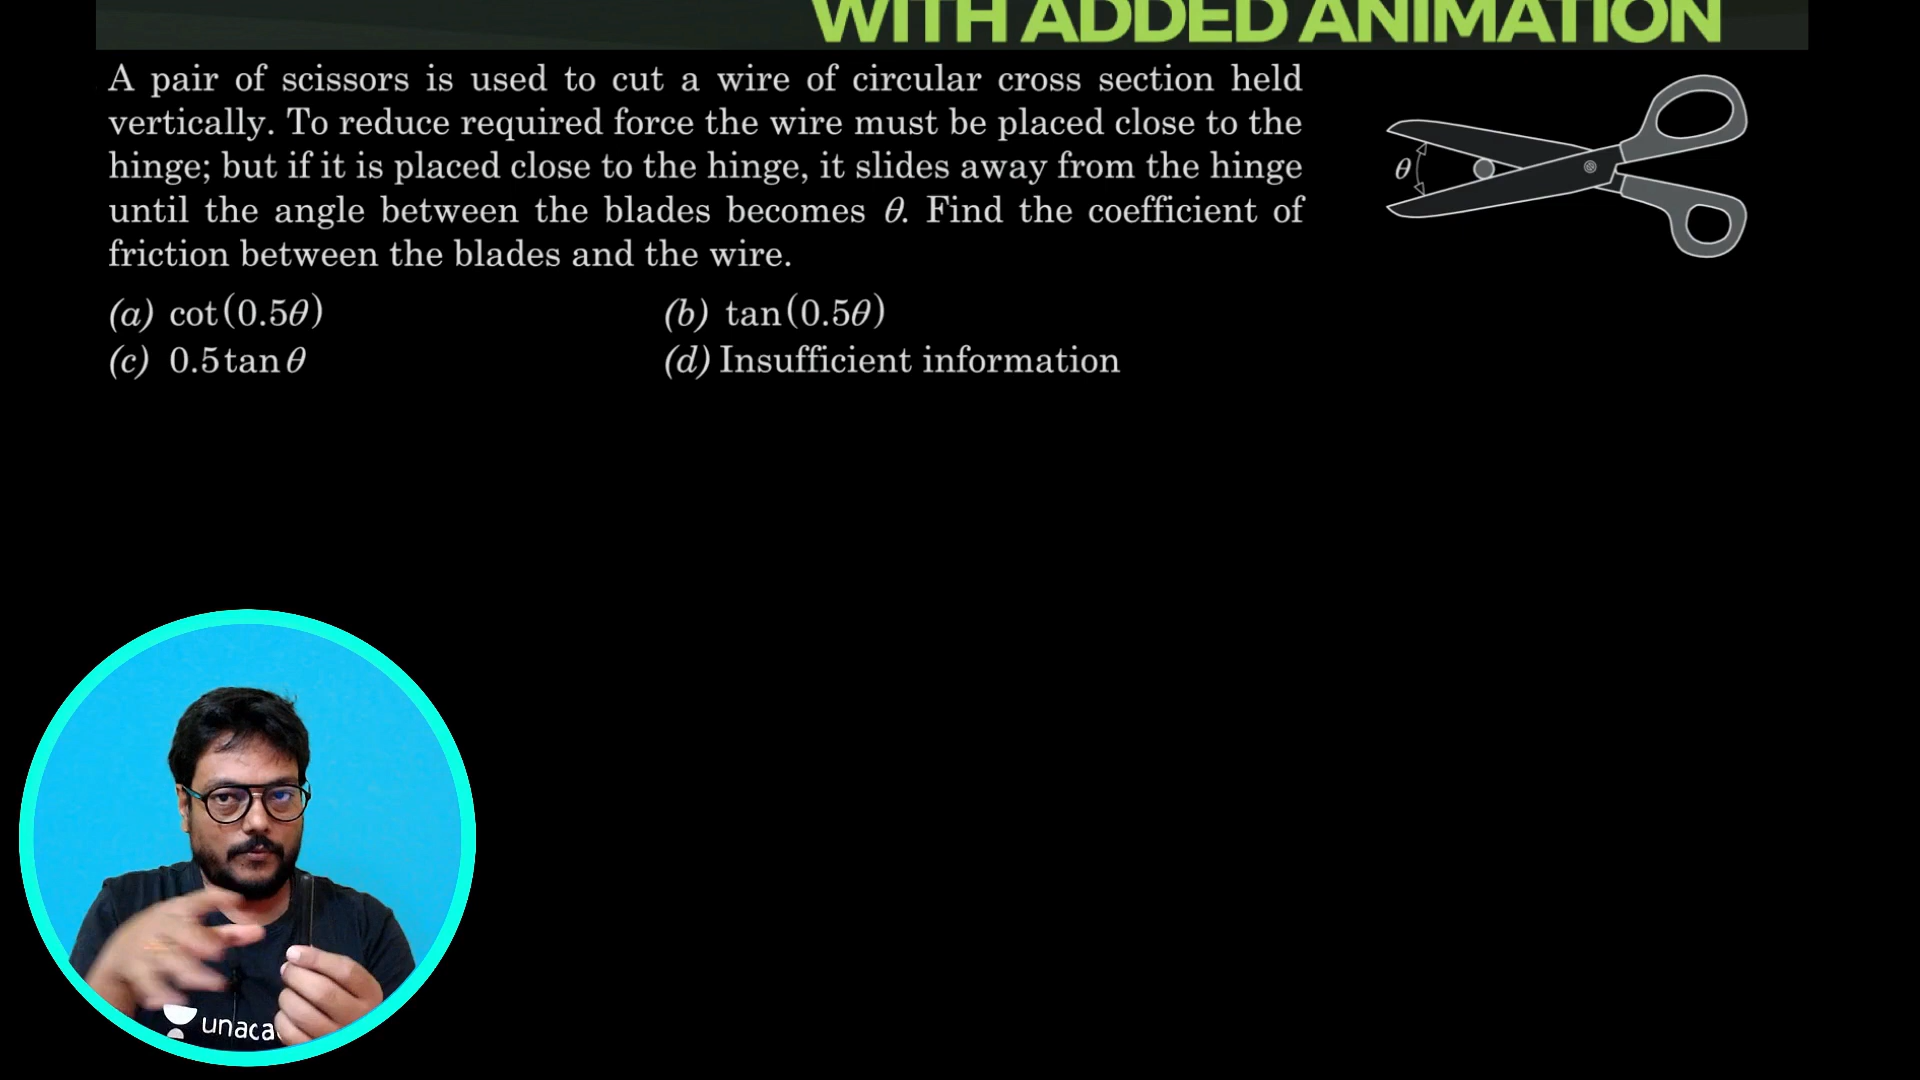 WITH ADDED ANIMATION
A pair of scissors is used to cut a wire of circular cross section held
vertically. To reduce required force the wire must be placed close to the
hinge; but if it is placed close to the hinge, it slides away from the hinge
until the angle between the blades becomes θ. Find the coefficient of
friction between the blades and the wire.
θ
(a) cot(0.5θ) (b) tan(0.5θ)
(c) 0.5 tan θ (d) Insufficient information
unaca